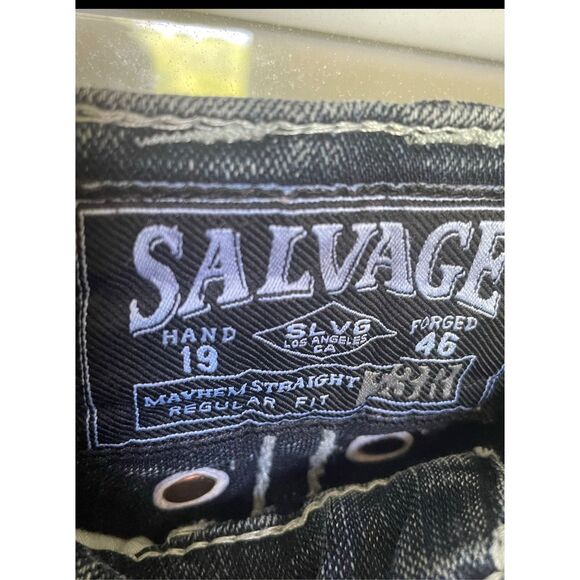 SALVAGE
HAND SLVG FORGED
19 LOS ANGELES 46
CA
MAYHEM STRAIGHT
REGULAR FIT